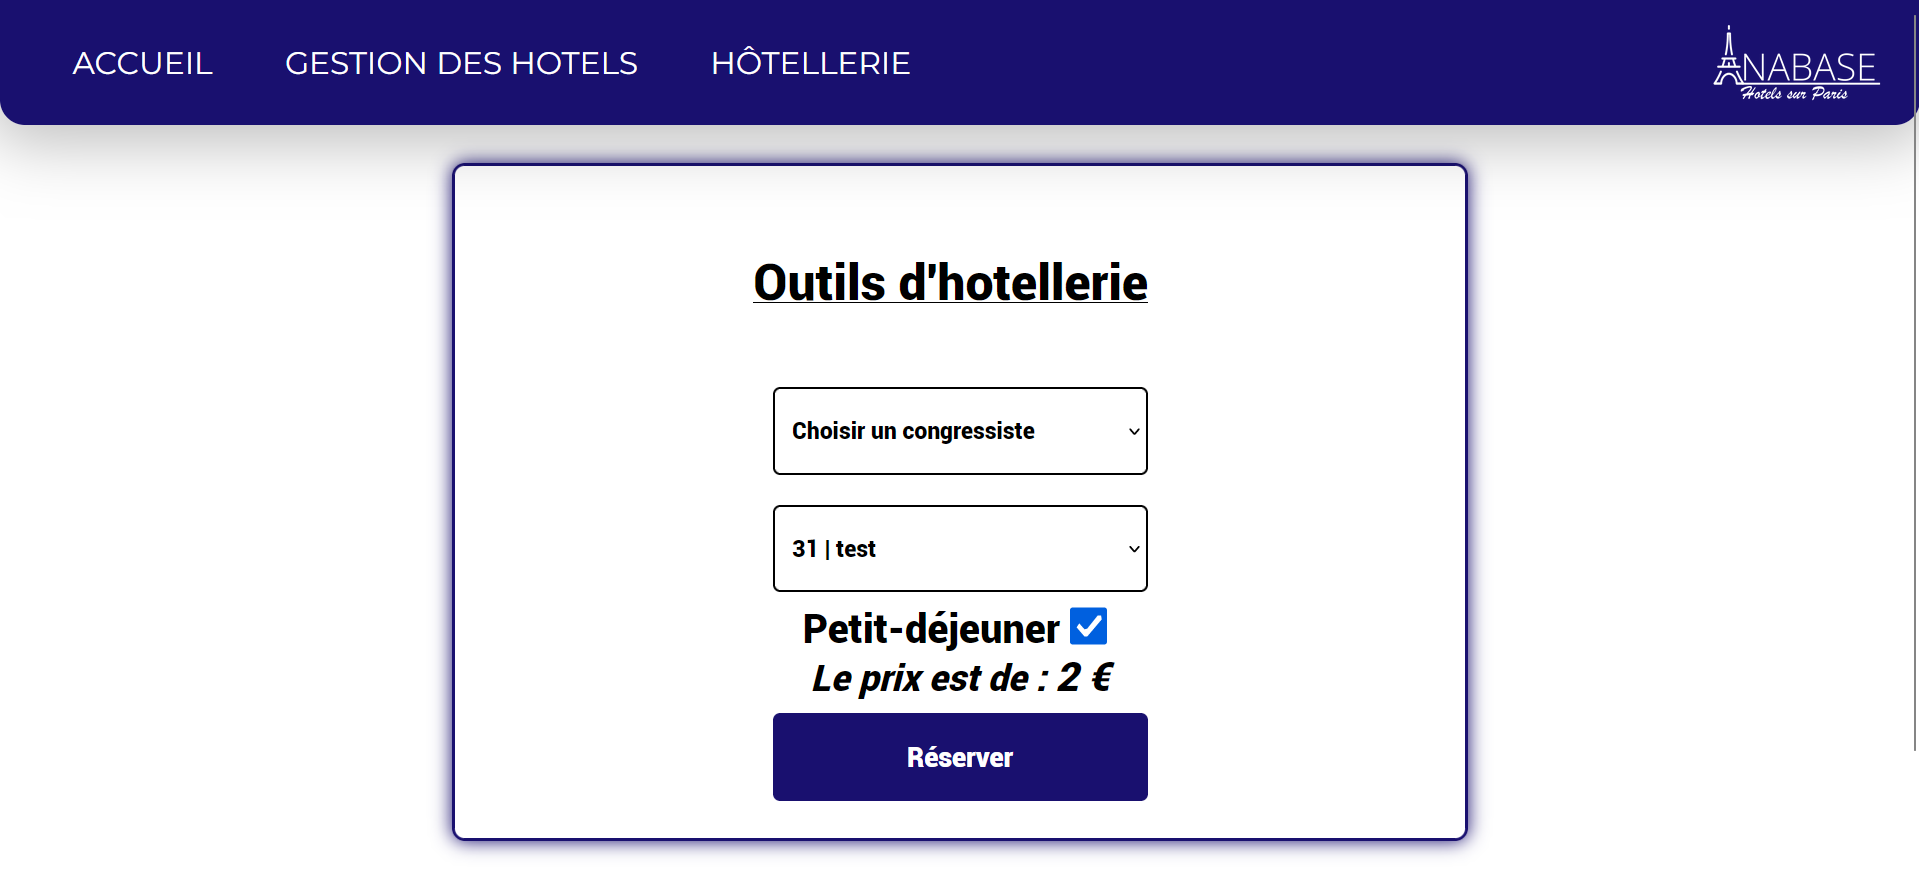 ACCUEIL GESTION DES HOTELS HÔTELLERIE
NABASE
Hotels sur Paris
Outils d'hotellerie
Choisir un congressiste
31 | test
Petit-déjeuner
Le prix est de : 2 €
Réserver